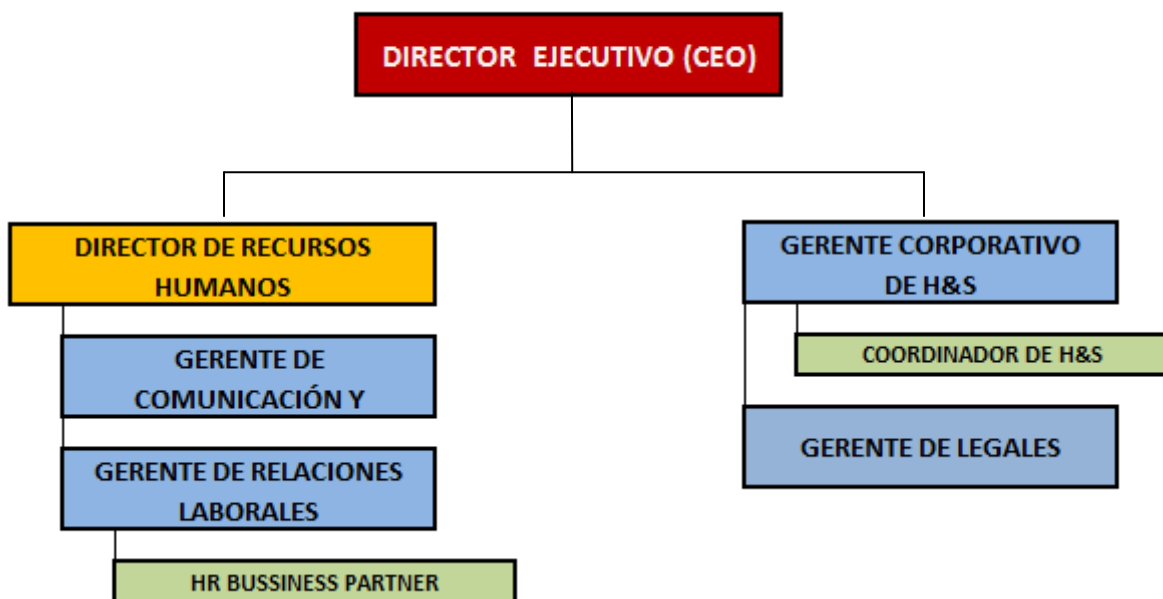 DIRECTOR EJECUTIVO (CEO)
DIRECTOR DE RECURSOS
HUMANOS
GERENTE DE
COMUNICACIÓN Y
GERENTE DE RELACIONES
LABORALES
HR BUSSINESS PARTNER
GERENTE CORPORATIVO
DE H&S
COORDINADOR DE H&S
GERENTE DE LEGALES